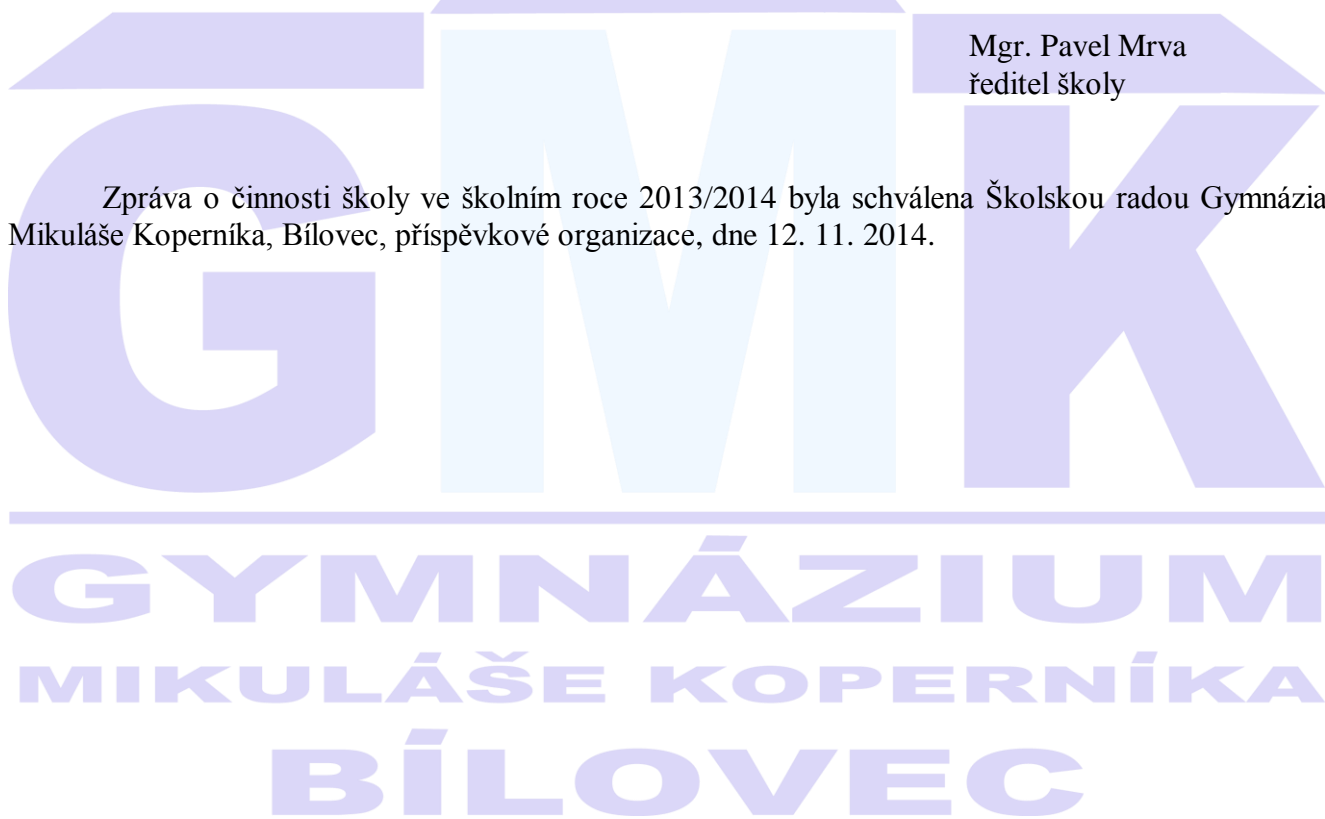 Mgr. Pavel Mrva
ředitel školy
Zpráva o činnosti školy ve školním roce 2013/2014 byla schválena Školskou radou Gymnázia
Mikuláše Koperníka, Bílovec, příspěvkové organizace, dne 12. 11. 2014.
GMK
GYMNÁZIUM
MIKULÁŠE KOPERNÍKA
BÍLOVEC